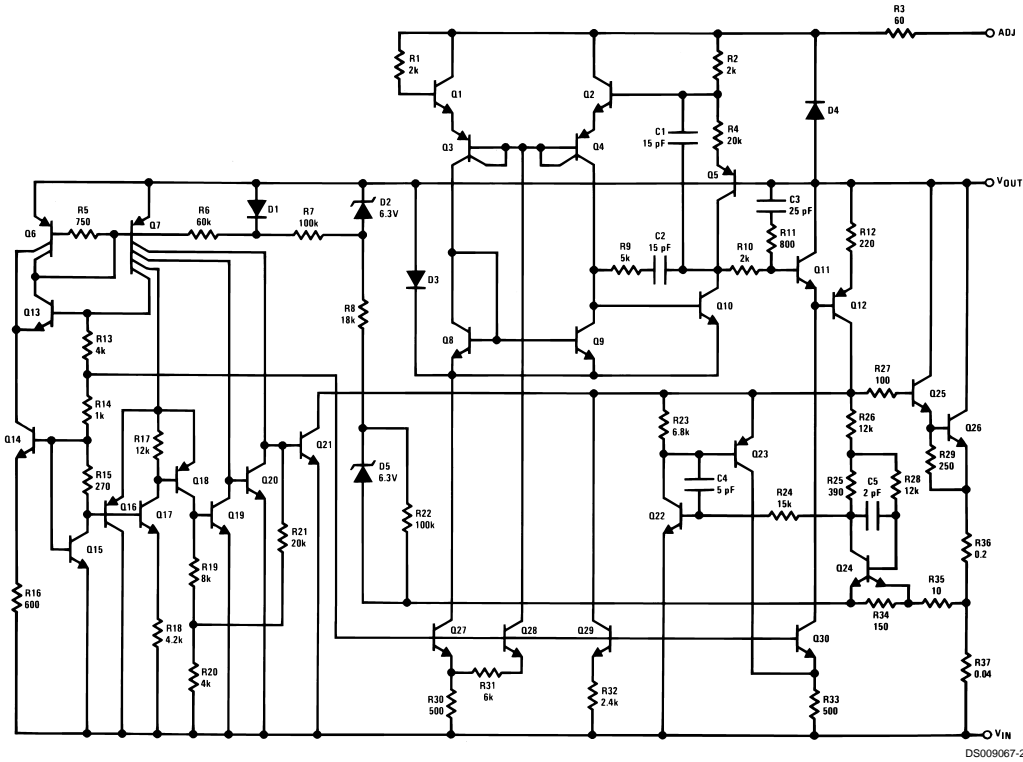 R3
60
ADJ
R1
2k
R2
2k
Q1
Q2
D4
C1
15 pF
R4
20k
Q3
Q4
Q5
VOUT
R5
750
Q7
R6
60k
D1
R7
100k
D2
6.3V
C3
25 pF
Q6
R9
5k
C2
15 pF
R10
2k
R11
800
R12
220
Q11
D3
Q12
Q13
R8
18k
Q10
R13
4k
Q8
Q9
R27
100
Q25
R14
1k
Q14
R17
12k
Q21
R23
6.8k
R26
12k
Q26
Q18
Q20
D5
6.3V
Q23
R29
250
R15
270
C4
5 pF
R25
390
C5
2 pF
R28
12k
Q16
Q17
Q19
R22
100k
Q22
R24
15k
R21
20k
Q15
R36
0.2
R19
8k
Q24
R35
10
R16
600
R34
150
R18
4.2k
Q27
Q28
Q29
Q30
R20
4k
R31
6k
R37
0.04
R30
500
R32
2.4k
R33
500
VIN
DS009067-2